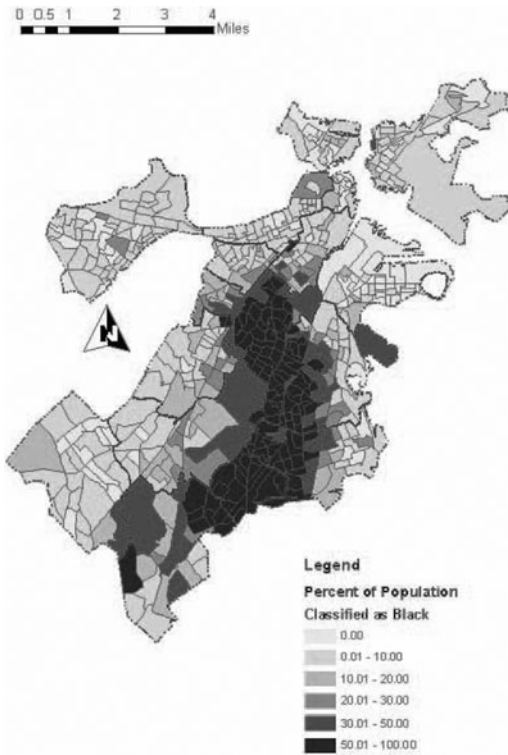 0 0.5 1 2 3 4
Miles
N
Legend
Percent of Population
Classified as Black
0.00
0.01 - 10.00
10.01 - 20.00
20.01 - 30.00
30.01 - 50.00
50.01 - 100.00